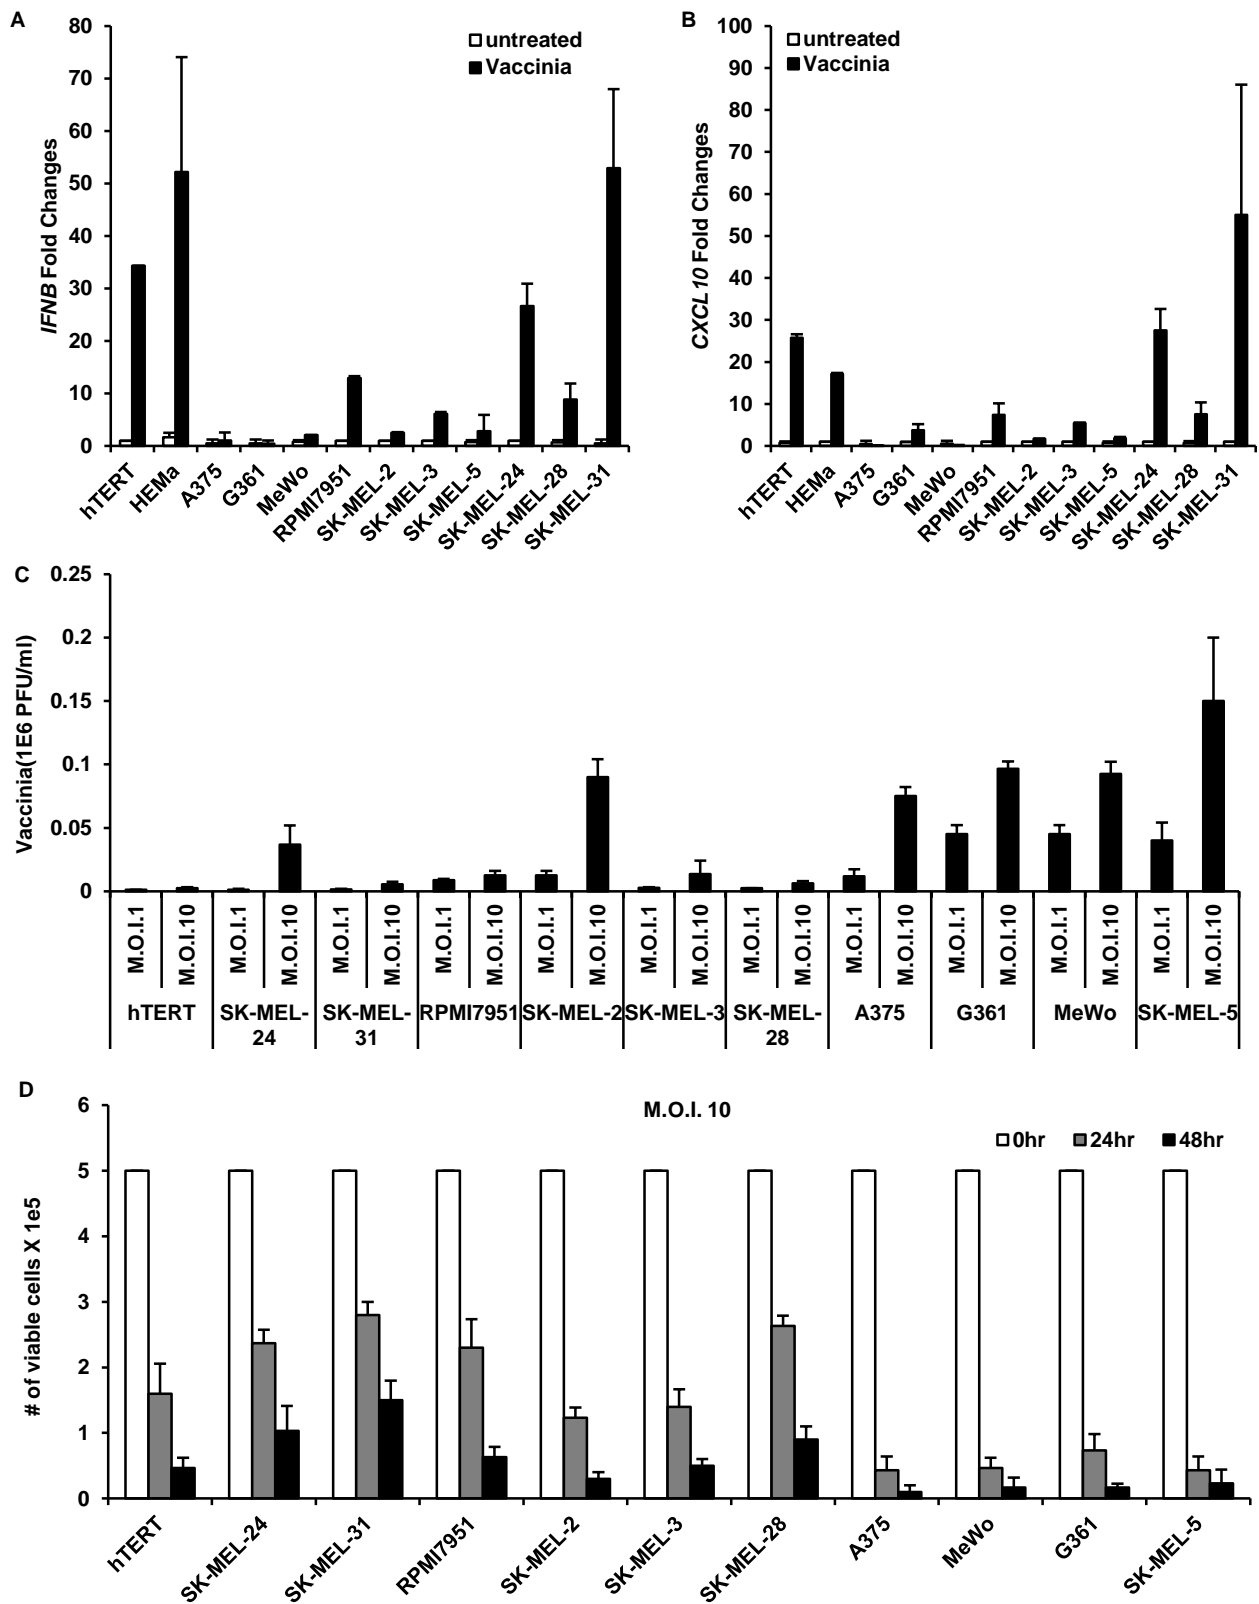 A
IFNB Fold Changes
80
70
60
50
40
30
20
10
0
untreated
Vaccinia
hTERT
HEMa
A375
G361
MeWo
RPMI7951
SK-MEL-2
SK-MEL-3
SK-MEL-5
SK-MEL-24
SK-MEL-28
SK-MEL-31
B
CXCL10 Fold Changes
100
90
80
70
60
50
40
30
20
10
0
untreated
Vaccinia
hTERT
HEMa
A375
G361
MeWo
RPMI7951
SK-MEL-2
SK-MEL-3
SK-MEL-5
SK-MEL-24
SK-MEL-28
SK-MEL-31
C
Vaccinia(1E6 PFU/ml)
0.25
0.2
0.15
0.1
0.05
0
M.O.I.1
M.O.I.10
M.O.I.1
M.O.I.10
M.O.I.1
M.O.I.10
M.O.I.1
M.O.I.10
M.O.I.1
M.O.I.10
M.O.I.1
M.O.I.10
M.O.I.1
M.O.I.10
M.O.I.1
M.O.I.10
M.O.I.1
M.O.I.10
M.O.I.1
M.O.I.10
M.O.I.1
M.O.I.10
hTERT
SK-MEL-
24
SK-MEL-
31
RPMI7951
SK-MEL-2
SK-MEL-3
SK-MEL-
28
A375
G361
MeWo
SK-MEL-5
D
M.O.I. 10
# of viable cells X 1e5
6
5
4
3
2
1
0
0hr
24hr
48hr
hTERT
SK-MEL-24
SK-MEL-31
RPMI7951
SK-MEL-2
SK-MEL-3
SK-MEL-28
A375
MeWo
G361
SK-MEL-5